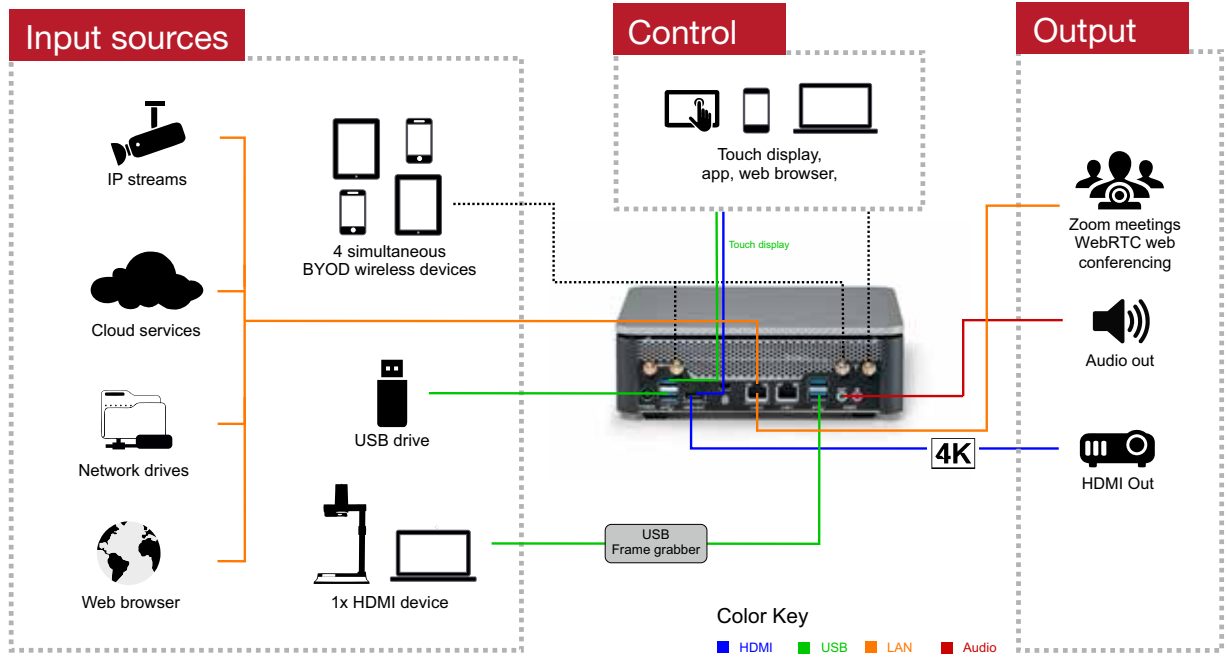 Input sources
Control
Output
IP streams
4 simultaneous
BYOD wireless devices
Touch display,
app, web browser,
Zoom meetings
WebRTC web
conferencing
Touch display
Cloud services
Audio out
USB drive
4K
Network drives
HDMI Out
USB
Frame grabber
Web browser
1x HDMI device
Color Key
HDMI
USB
LAN
Audio